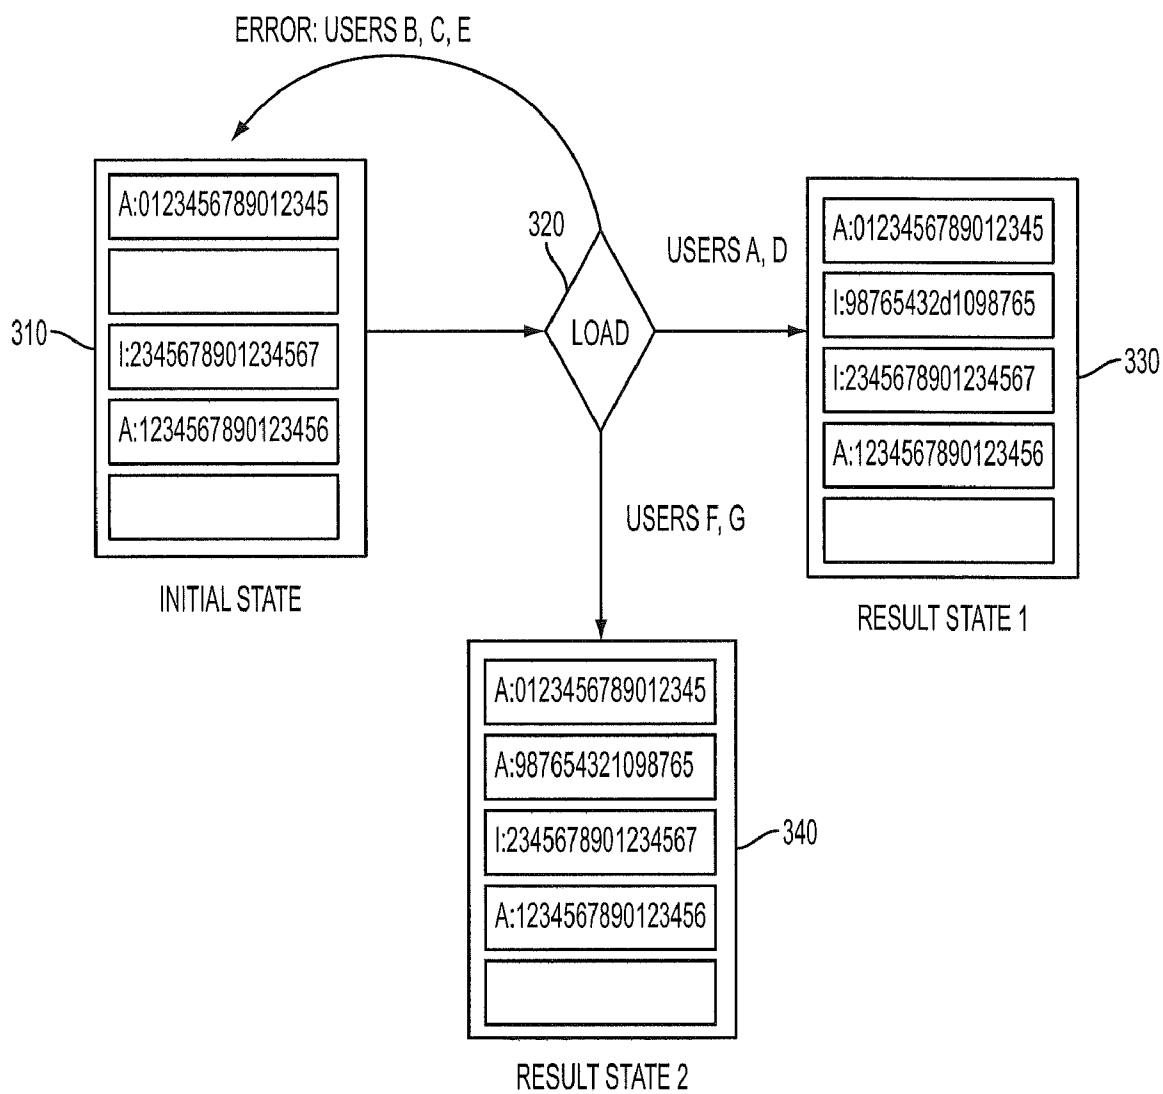 ERROR: USERS B, C, E
A:0123456789012345
I:2345678901234567
A:1234567890123456
310
INITIAL STATE
320
LOAD
USERS A, D
USERS F, G
A:0123456789012345
I:98765432d1098765
I:2345678901234567
A:1234567890123456
330
RESULT STATE 1
A:0123456789012345
A:987654321098765
I:2345678901234567
A:1234567890123456
340
RESULT STATE 2